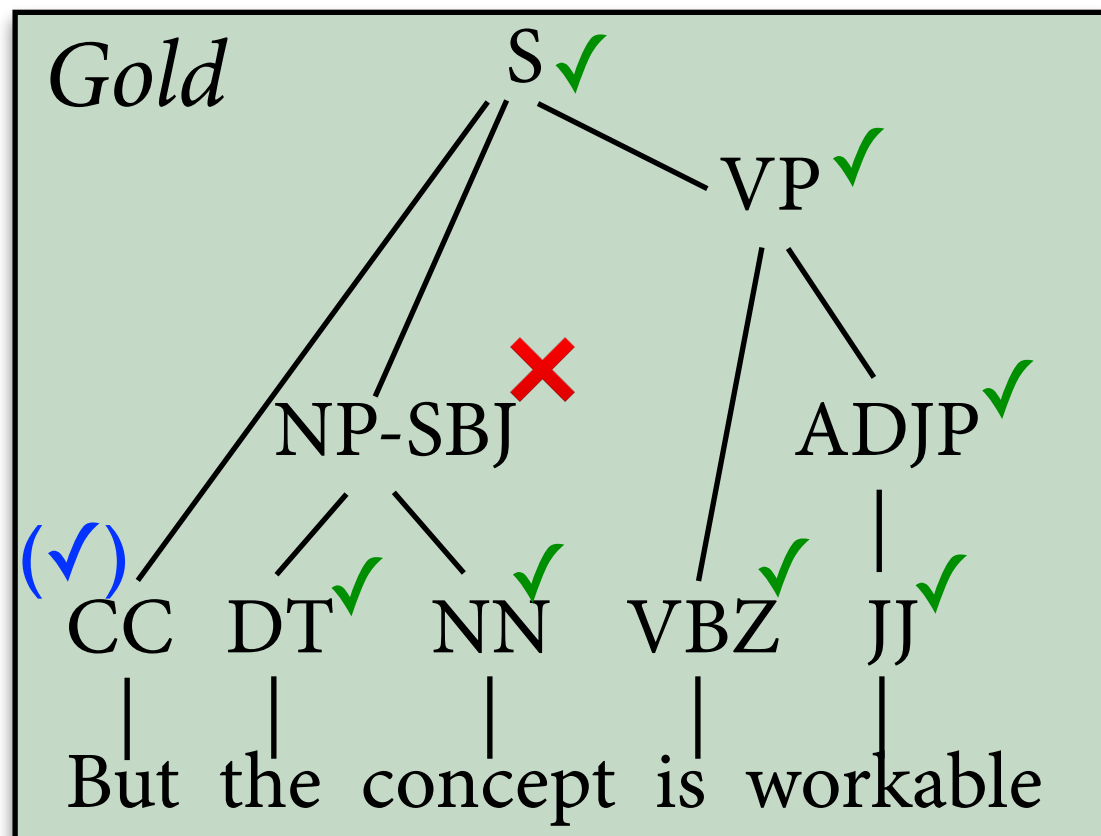 Gold
S ✓
VP ✓
NP-SBJ ✗
ADJP ✓
(✓)
CC DT ✓ NN ✓ VBZ ✓ JJ ✓
But the concept is workable